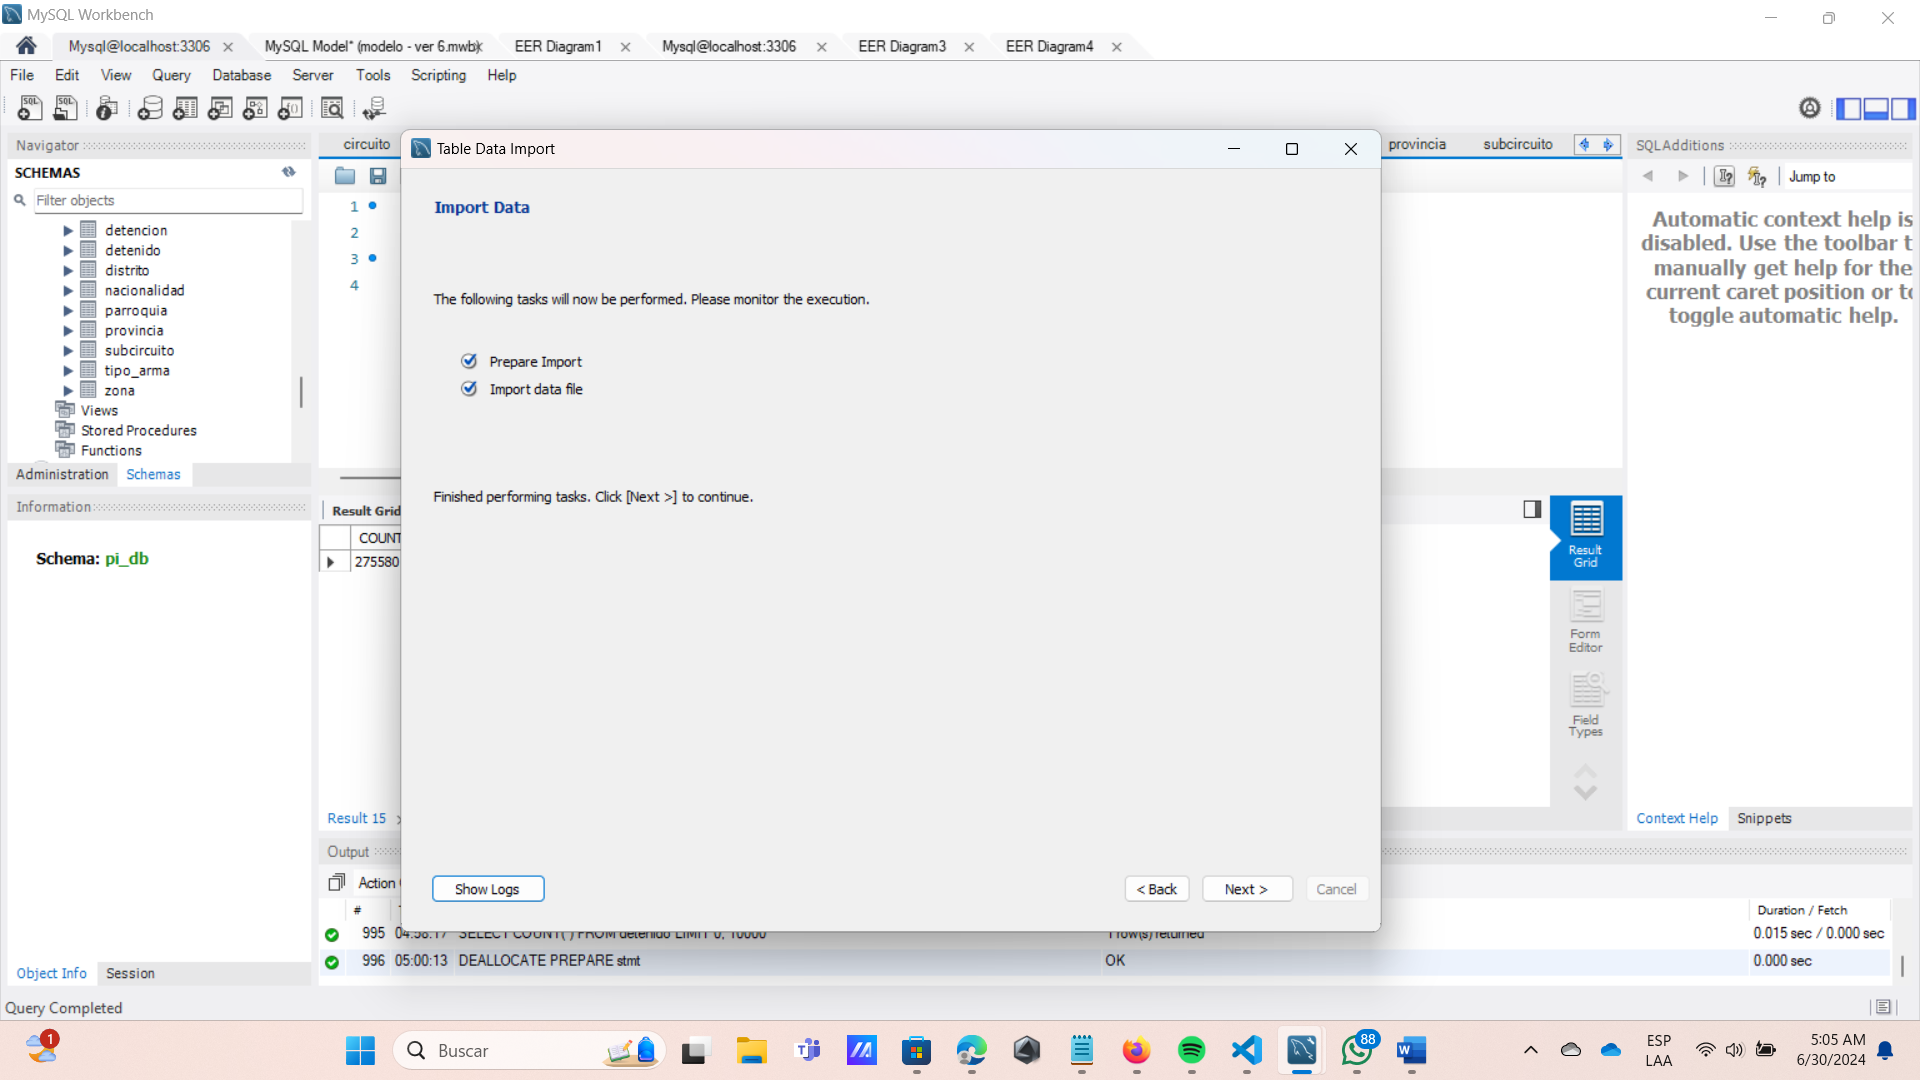 MySQL Workbench
Mysql@localhost:3306
MySQL Model* (modelo - ver 6.mwb)
EER Diagram1
Mysql@localhost:3306
EER Diagram3
EER Diagram4
File Edit View Query Database Server Tools Scripting Help
Navigator
SCHEMAS
Filter objects
detencion
detenido
distrito
nacionalidad
parroquia
provincia
subcircuito
tipo_arma
zona
Views
Stored Procedures
Functions
Administration Schemas
Information
Schema: pi_db
Object Info Session
Query Completed
circuito
provincia
subcircuito
1
2
3
4
Table Data Import
Import Data
The following tasks will now be performed. Please monitor the execution.
Prepare Import
Import data file
Finished performing tasks. Click [Next >] to continue.
Show Logs
< Back
Next >
Cancel
Result Grid
COUNT
275580
Result 15
Result
Grid
Form
Editor
Field
Types
Output
Action
#
Duration / Fetch
995 04:58:17 SELECT COUNT(*) FROM detenido LIMIT 0, 10000 1 row(s) returned 0.015 sec / 0.000 sec
996 05:00:13 DEALLOCATE PREPARE stmt OK 0.000 sec
SQLAdditions
Jump to
Automatic context help is
disabled. Use the toolbar t
manually get help for the
current caret position or to
toggle automatic help.
Context Help Snippets
1
Buscar
88
ESP
LAA
5:05 AM
6/30/2024